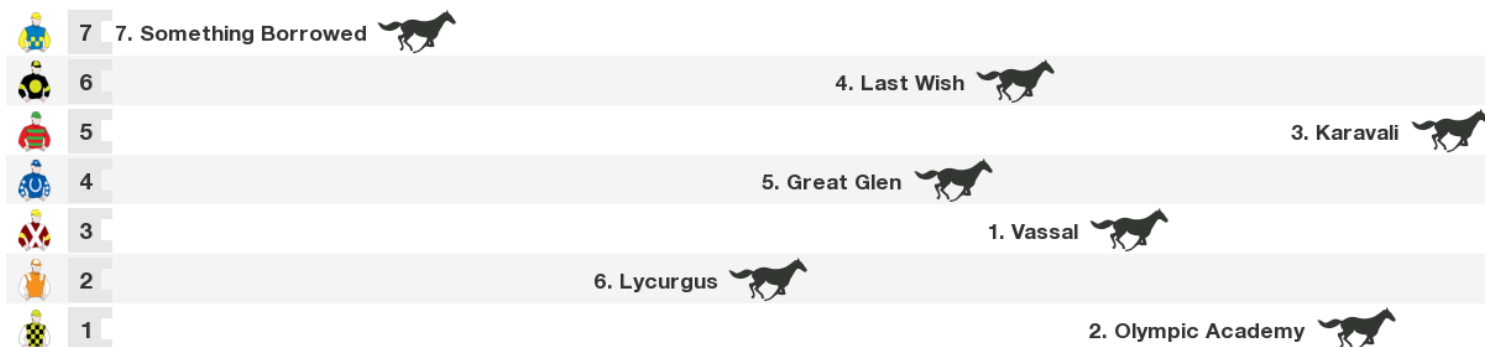 7 7. Something Borrowed
6 4. Last Wish
5 3. Karavali
4 5. Great Glen
3 1. Vassal
2 6. Lycurgus
1 2. Olympic Academy